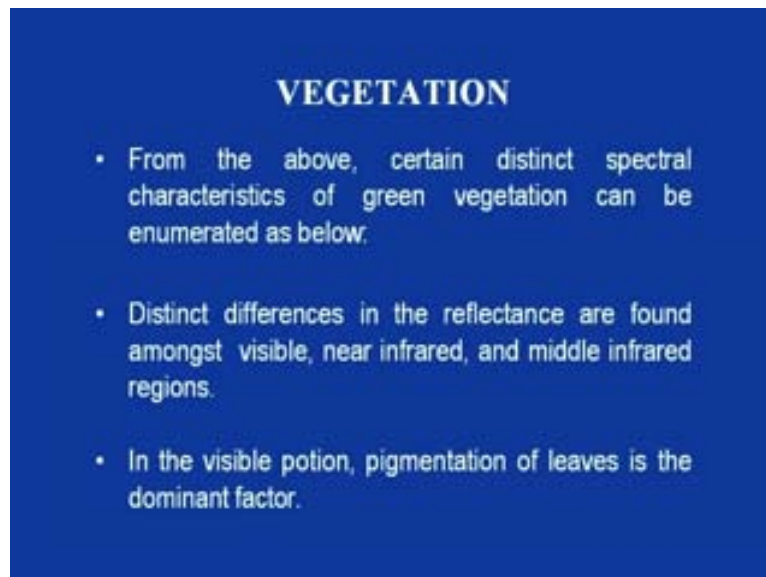 VEGETATION
• From the above, certain distinct spectral
characteristics of green vegetation can be
enumerated as below:
• Distinct differences in the reflectance are found
amongst visible, near infrared, and middle infrared
regions.
• In the visible potion, pigmentation of leaves is the
dominant factor.